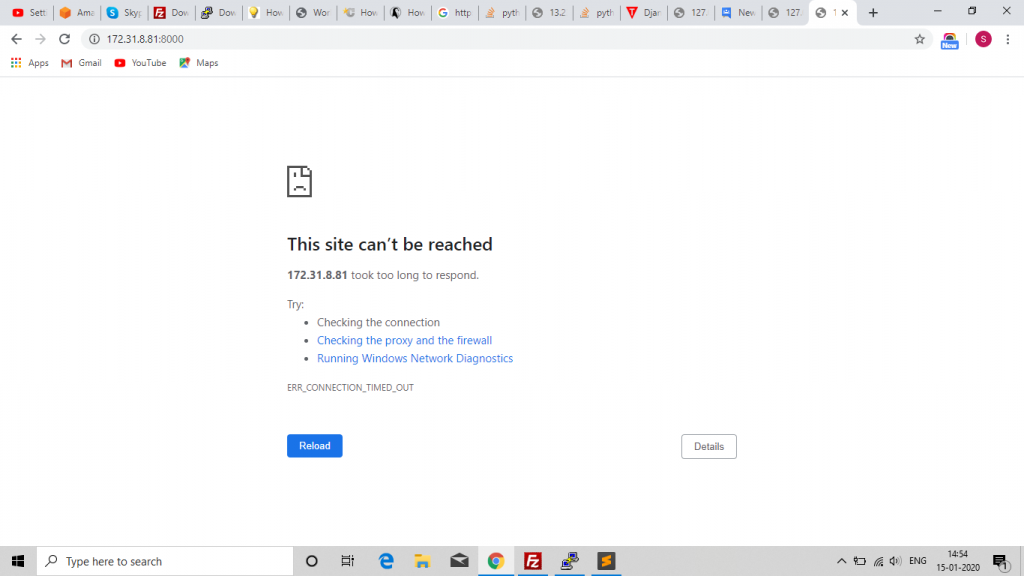 Sett Ama Skyp Dow Dow How Wor How How http pyth 13.2 pyth Djar 127. New 127. 1
172.31.8.81:8000 New S
Apps Gmail YouTube Maps
This site can't be reached
172.31.8.81 took too long to respond.
Try:
Checking the connection
Checking the proxy and the firewall
Running Windows Network Diagnostics
ERR_CONNECTION_TIMED_OUT
Reload Details
Type here to search ENG 14:54
15-01-2020 1